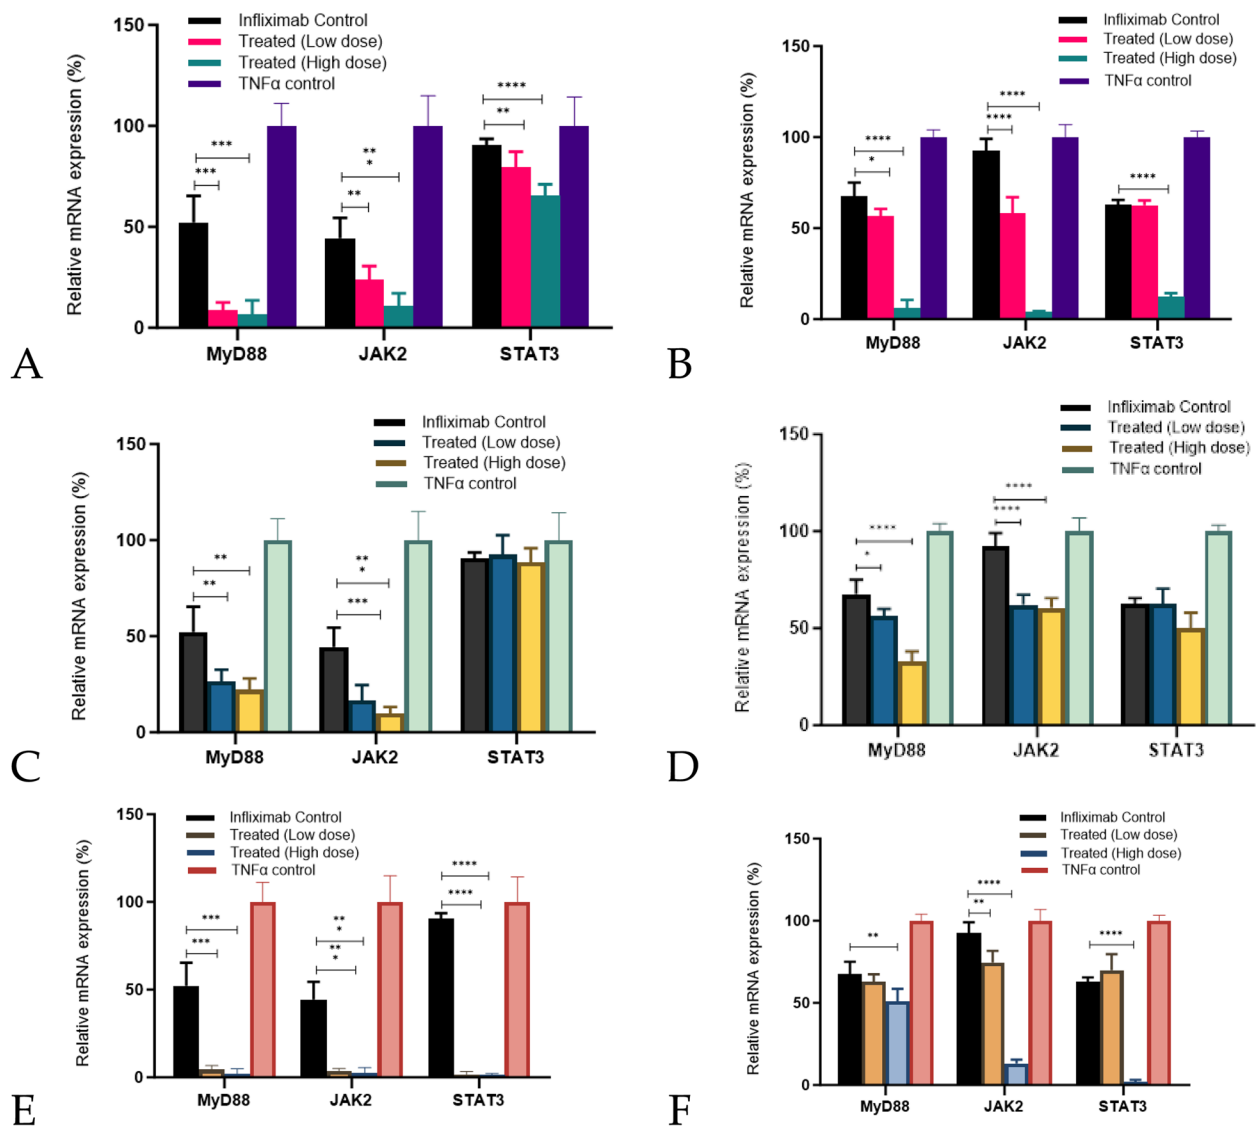 150
100
50
0
Relative mRNA expression (%)
Infliximab Control
Treated (Low dose)
Treated (High dose)
TNFα control
***
***
**
*
**
****
**
MyD88
JAK2
STAT3
A
150
100
50
0
Relative mRNA expression (%)
Infliximab Control
Treated (Low dose)
Treated (High dose)
TNFα control
****
*
****
****
****
MyD88
JAK2
STAT3
B
150
100
50
0
Relative mRNA expression (%)
Infliximab Control
Treated (Low dose)
Treated (High dose)
TNFα control
**
**
**
*
***
MyD88
JAK2
STAT3
C
150
100
50
0
Relative mRNA expression (%)
Infliximab Control
Treated (Low dose)
Treated (High dose)
TNFα control
****
*
****
****
MyD88
JAK2
STAT3
D
150
100
50
0
Relative mRNA expression (%)
Infliximab Control
Treated (Low dose)
Treated (High dose)
TNFα control
***
***
**
*
**
*
****
****
MyD88
JAK2
STAT3
E
150
100
50
0
Relative mRNA expression (%)
Infliximab Control
Treated (Low dose)
Treated (High dose)
TNFα control
**
****
**
****
MyD88
JAK2
STAT3
F